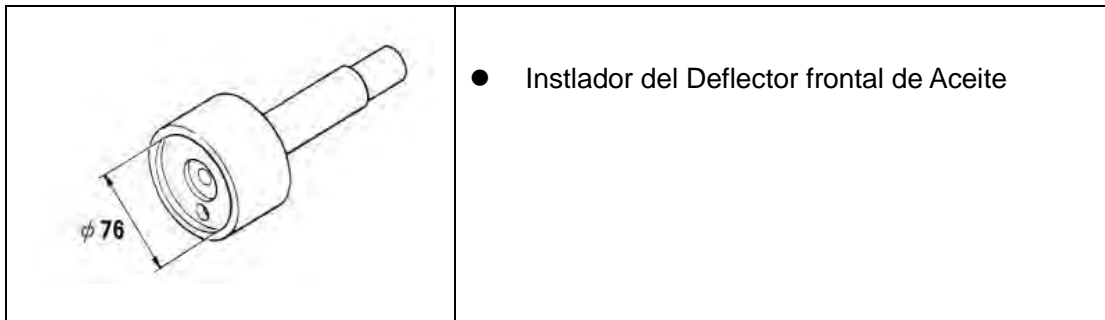 φ 76
● Instlador del Deflector frontal de Aceite